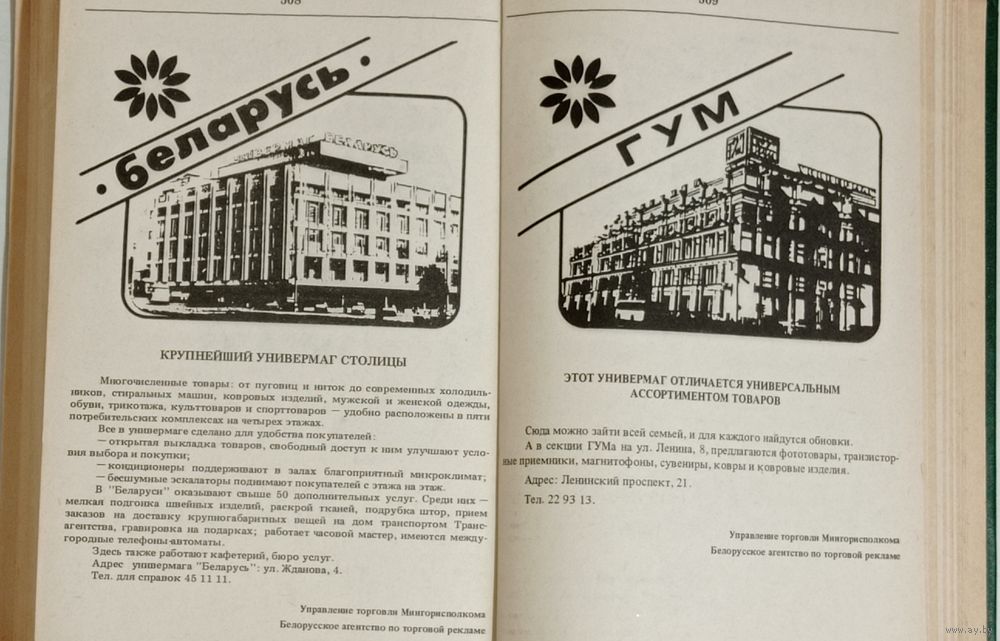 508
беларусь
УНІВЕРМАГ БЕЛАРУСЬ
КРУПНЕЙШИЙ УНИВЕРМАГ СТОЛИЦЫ
Многочисленные товары: от пуговиц и ниток до современных холодиль-
ников, стиральных машин, ковровых изделий, мужской и женской одежды,
обуви, трикотажа, культтоваров и спорттоваров — удобно расположены в пяти
потребительских комплексах на четырех этажах.
Все в универмаге сделано для удобства покупателей:
— открытая выкладка товаров, свободный доступ к ним улучшают усло-
вия выбора и покупки;
— кондиционеры поддерживают в залах благоприятный микроклимат;
— бесшумные эскалаторы поднимают покупателей с этажа на этаж.
В "Беларуси" оказывают свыше 50 дополнительных услуг. Среди них —
мелкая подгонка швейных изделий, раскрой тканей, подрубка штор, прием
заказов на доставку крупногабаритных вещей на дом транспортом Транс-
агентства, гравировка на подарках; работает часовой мастер, имеются между-
городные телефоны-автоматы.
Здесь также работают кафетерий, бюро услуг.
Адрес универмага "Беларусь": ул. Жданова, 4.
Тел. для справок 45 11 11.
Управление торговли Мингорисполкома
Белорусское агентство по торговой рекламе
509
ГУМ
ЭТОТ УНИВЕРМАГ ОТЛИЧАЕТСЯ УНИВЕРСАЛЬНЫМ
АССОРТИМЕНТОМ ТОВАРОВ
Сюда можно зайти всей семьей, и для каждого найдутся обновки.
А в секции ГУМа на ул. Ленина, 8, предлагаются фототовары, транзистор-
ные приемники, магнитофоны, сувениры, ковры и ковровые изделия.
Адрес: Ленинский проспект, 21.
Тел. 22 93 13.
Управление торговли Мингорисполкома
Белорусское агентство по торговой рекламе
www.ay.by